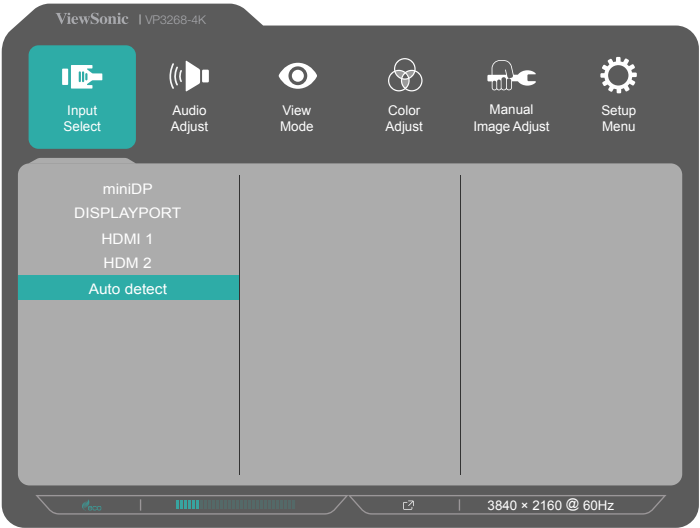 ViewSonic | VP3268-4K
Input Select
Audio Adjust
View Mode
Color Adjust
Manual Image Adjust
Setup Menu
miniDP
DISPLAYPORT
HDMI 1
HDM 2
Auto detect
ECO
3840 × 2160 @ 60Hz